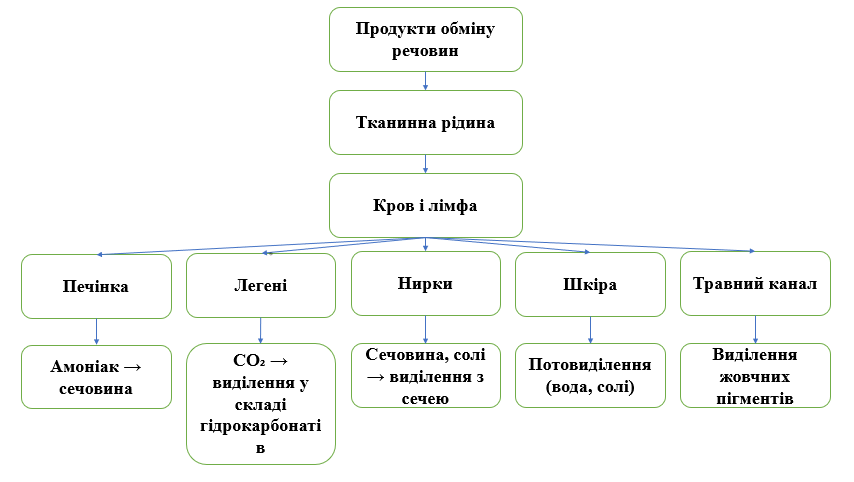 Продукти обміну
речовин
Тканинна рідина
Кров і лімфа
Печінка
Легені
Нирки
Шкіра
Травний канал
Амоніак →
сечовина
CO₂ →
виділення у
складі
гідрокарбонаті
в
Сечовина, солі
→ виділення з
сечею
Потовиділення
(вода, солі)
Виділення
жовчних
пігментів